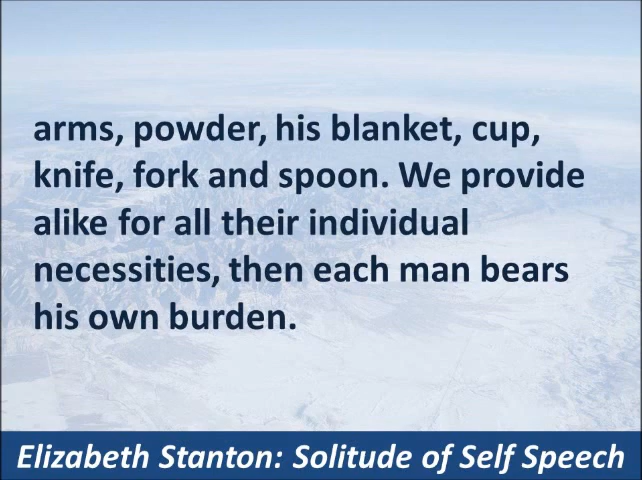 arms, powder, his blanket, cup,
knife, fork and spoon. We provide
alike for all their individual
necessities, then each man bears
his own burden.
Elizabeth Stanton: Solitude of Self Speech